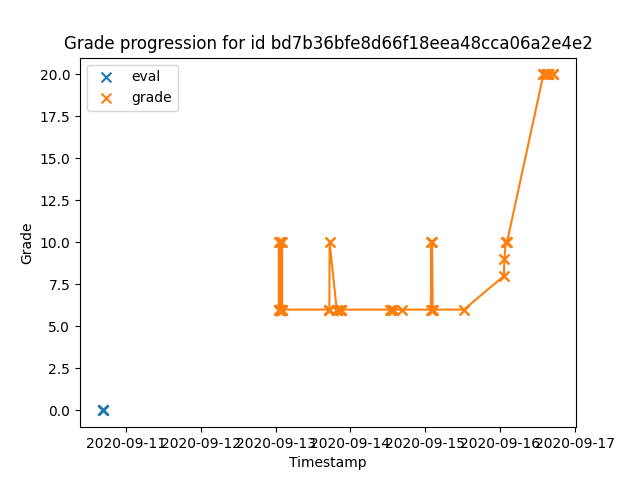 Grade progression for id bd7b36bfe8d66f18eea48cca06a2e4e2
eval
grade
20.0
17.5
15.0
12.5
10.0
7.5
5.0
2.5
0.0
Grade
2020-09-11 2020-09-12 2020-09-13 2020-09-14 2020-09-15 2020-09-16 2020-09-17
Timestamp